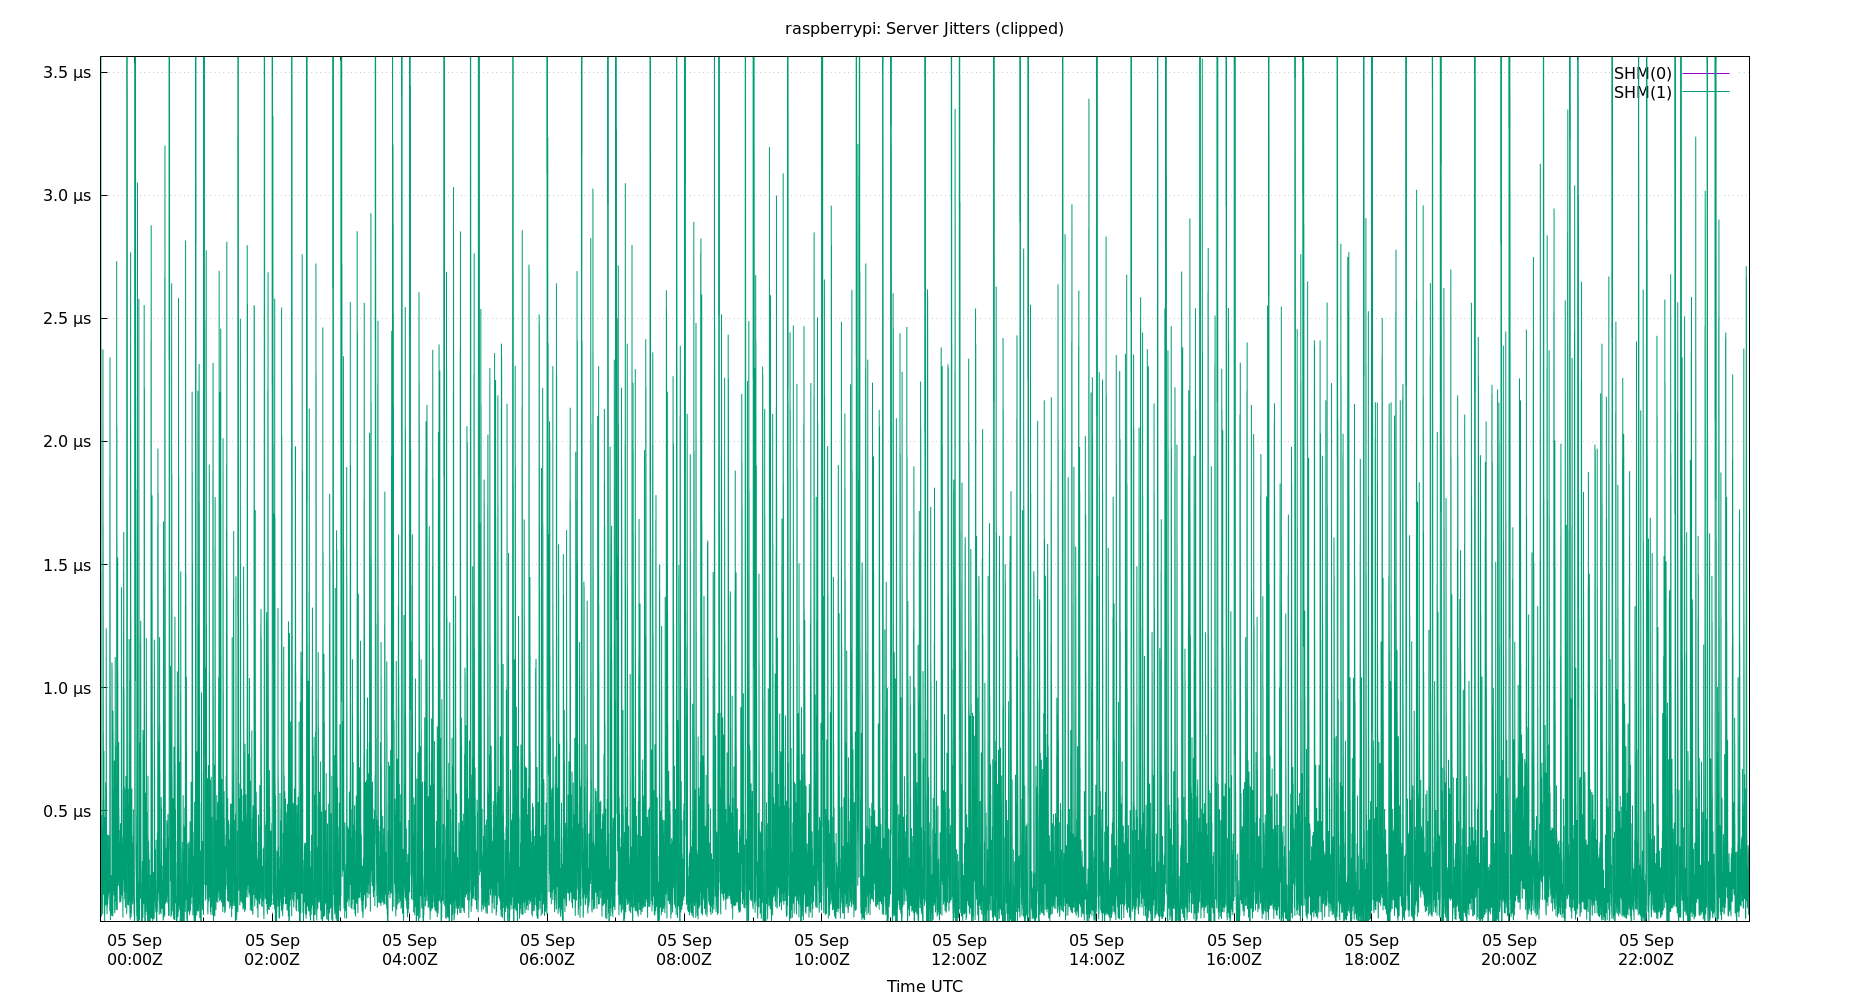 raspberrypi: Server Jitters (clipped)
3.5 μs
3.0 μs
2.5 μs
2.0 μs
1.5 μs
1.0 μs
0.5 μs
SHM(0)
SHM(1)
05 Sep 05 Sep 05 Sep 05 Sep 05 Sep 05 Sep 05 Sep 05 Sep 05 Sep 05 Sep 05 Sep 05 Sep
00:00Z 02:00Z 04:00Z 06:00Z 08:00Z 10:00Z 12:00Z 14:00Z 16:00Z 18:00Z 20:00Z 22:00Z
Time UTC